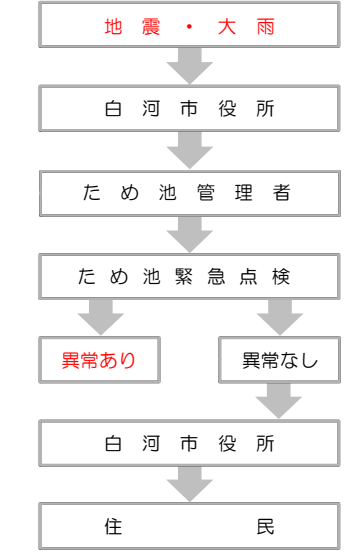 地震・大雨
白河市役所
ため池管理者
ため池緊急点検
異常あり 異常なし
白河市役所
住民